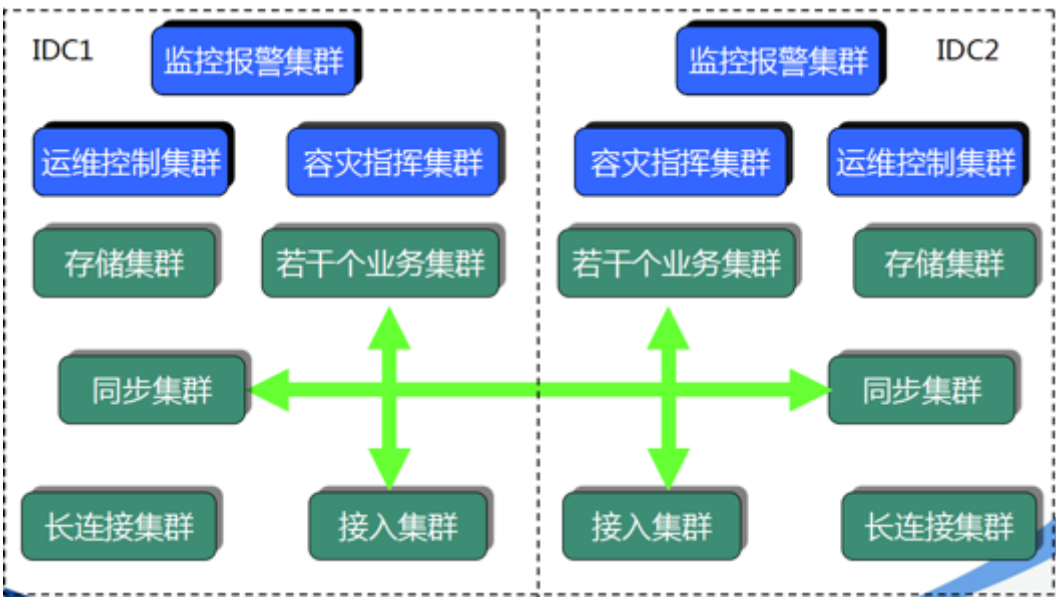 IDC1
监控报警集群
监控报警集群
IDC2
运维控制集群
容灾指挥集群
容灾指挥集群
运维控制集群
存储集群
若干个业务集群
若干个业务集群
存储集群
同步集群
同步集群
长连接集群
接入集群
接入集群
长连接集群